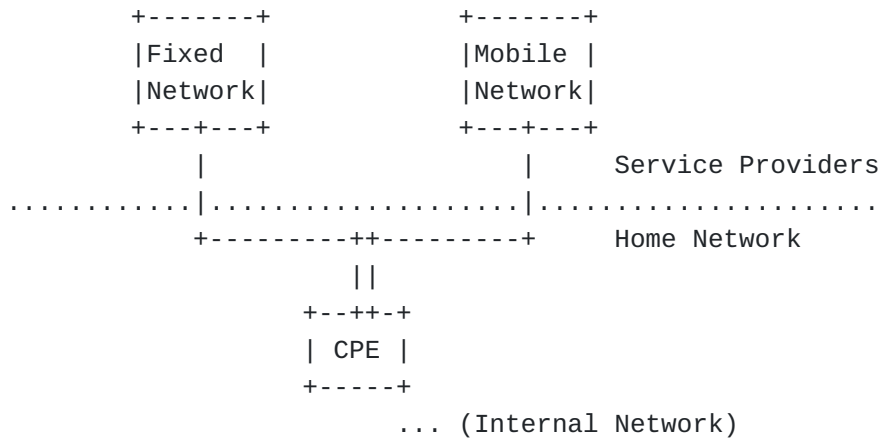 +-------+            +-------+
|Fixed  |            |Mobile |
|Network|            |Network|
+---+---+            +---+---+
    |                    |     Service Providers
............|....................|......................
    +---------++---------+     Home Network
              ||
           +--++-+
           | CPE |
           +-----+
                 ... (Internal Network)